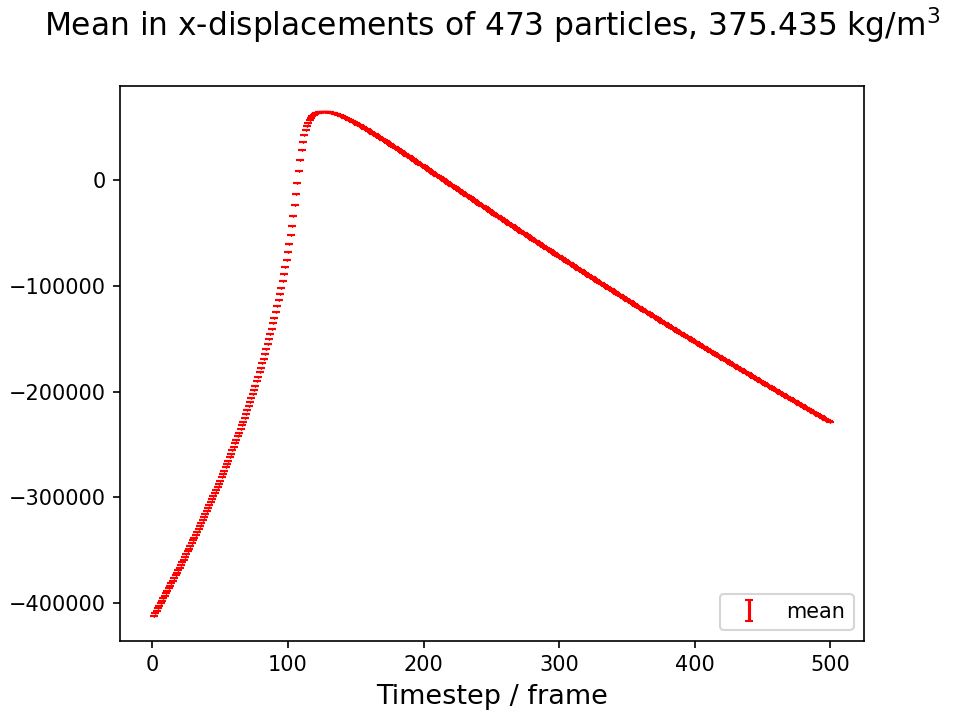 Mean in x-displacements of 473 particles, 375.435 kg/m³
0
−100000
−200000
−300000
−400000
mean
0 100 200 300 400 500
Timestep / frame